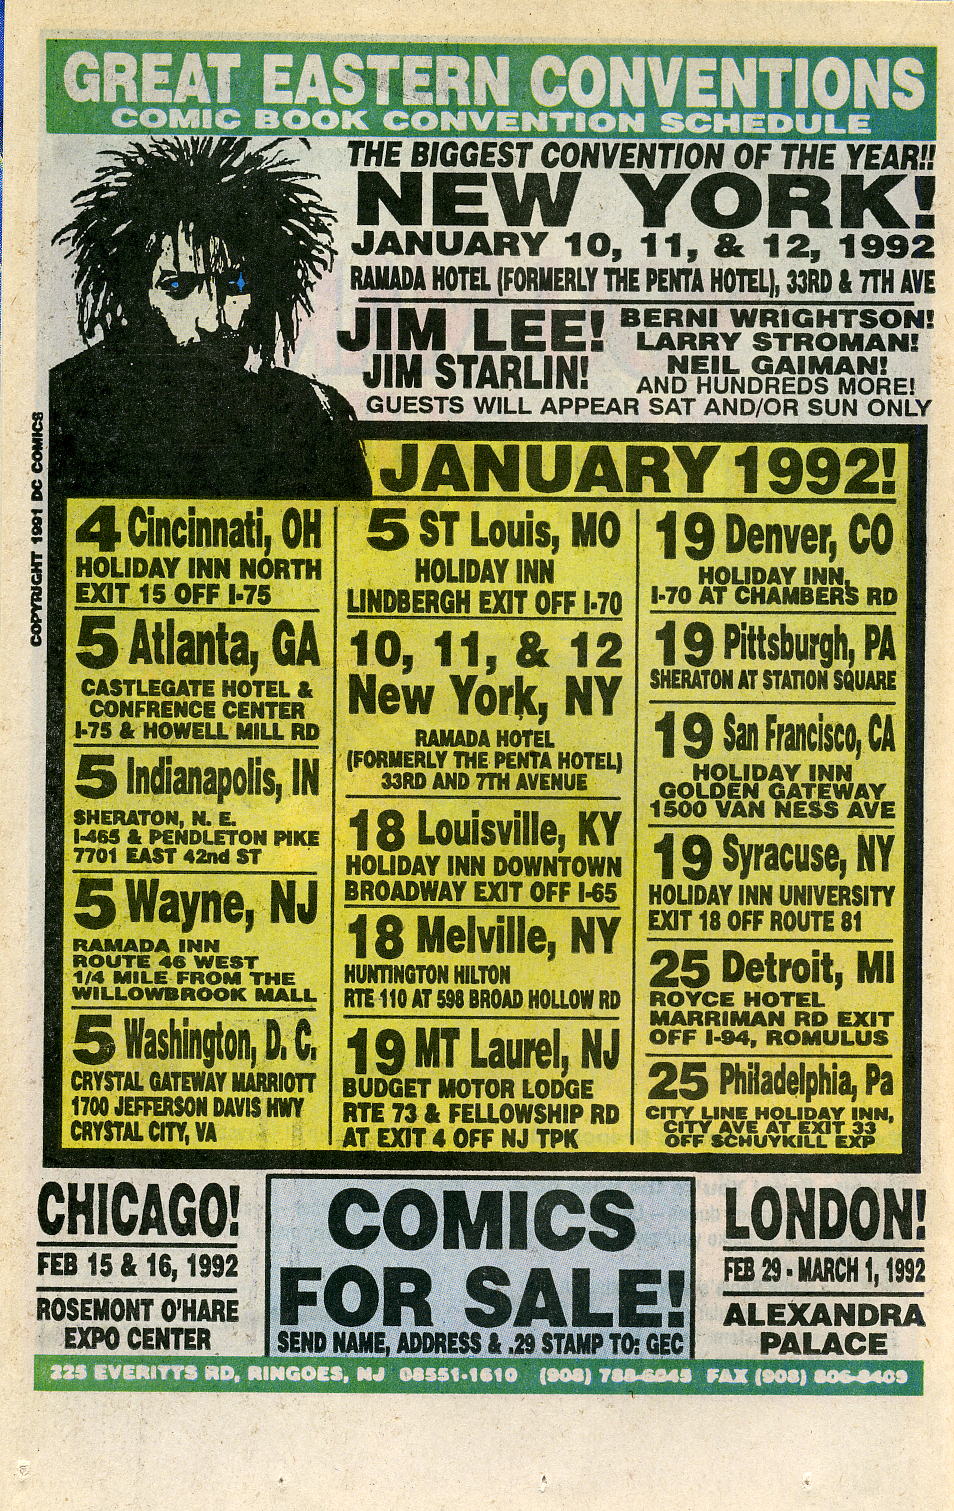 GREAT EASTERN CONVENTIONS
COMIC BOOK CONVENTION SCHEDULE
THE BIGGEST CONVENTION OF THE YEAR!!
NEW YORK!
JANUARY 10, 11, & 12, 1992
RAMADA HOTEL (FORMERLY THE PENTA HOTEL), 33RD & 7TH AVE
JIM LEE!
JIM STARLIN!
BERNI WRIGHTSON!
LARRY STROMAN!
NEIL GAIMAN!
AND HUNDREDS MORE!
GUESTS WILL APPEAR SAT AND/OR SUN ONLY
COPYRIGHT 1991 DC COMICS
JANUARY 1992!
4 Cincinnati, OH
HOLIDAY INN NORTH
EXIT 15 OFF I-75
5 Atlanta, GA
CASTLEGATE HOTEL &
CONFRENCE CENTER
I-75 & HOWELL MILL RD
5 Indianapolis, IN
SHERATON, N. E.
I-465 & PENDLETON PIKE
7701 EAST 42nd ST
5 Wayne, NJ
RAMADA INN
ROUTE 46 WEST
1/4 MILE FROM THE
WILLOWBROOK MALL
5 Washington, D. C.
CRYSTAL GATEWAY MARRIOTT
1700 JEFFERSON DAVIS HWY
CRYSTAL CITY, VA
5 ST Louis, MO
HOLIDAY INN
LINDBERGH EXIT OFF I-70
10, 11, & 12
New York, NY
RAMADA HOTEL
(FORMERLY THE PENTA HOTEL)
33RD AND 7TH AVENUE
18 Louisville, KY
HOLIDAY INN DOWNTOWN
BROADWAY EXIT OFF I-65
18 Melville, NY
HUNTINGTON HILTON
RTE 110 AT 598 BROAD HOLLOW RD
19 MT Laurel, NJ
BUDGET MOTOR LODGE
RTE 73 & FELLOWSHIP RD
AT EXIT 4 OFF NJ TPK
19 Denver, CO
HOLIDAY INN,
I-70 AT CHAMBERS RD
19 Pittsburgh, PA
SHERATON AT STATION SQUARE
19 San Francisco, CA
HOLIDAY INN
GOLDEN GATEWAY
1500 VAN NESS AVE
19 Syracuse, NY
HOLIDAY INN UNIVERSITY
EXIT 18 OFF ROUTE 81
25 Detroit, MI
ROYCE HOTEL
MARRIMAN RD EXIT
OFF I-94, ROMULUS
25 Philadelphia, Pa
CITY LINE HOLIDAY INN,
CITY AVE AT EXIT 33
OFF SCHUYKILL EXP
CHICAGO!
FEB 15 & 16, 1992
ROSEMONT O'HARE
EXPO CENTER
COMICS
FOR SALE!
SEND NAME, ADDRESS & .29 STAMP TO: GEC
LONDON!
FEB 29 - MARCH 1, 1992
ALEXANDRA
PALACE
225 EVERITTS RD, RINGOES, NJ 08551-1610 (908) FAX (908)